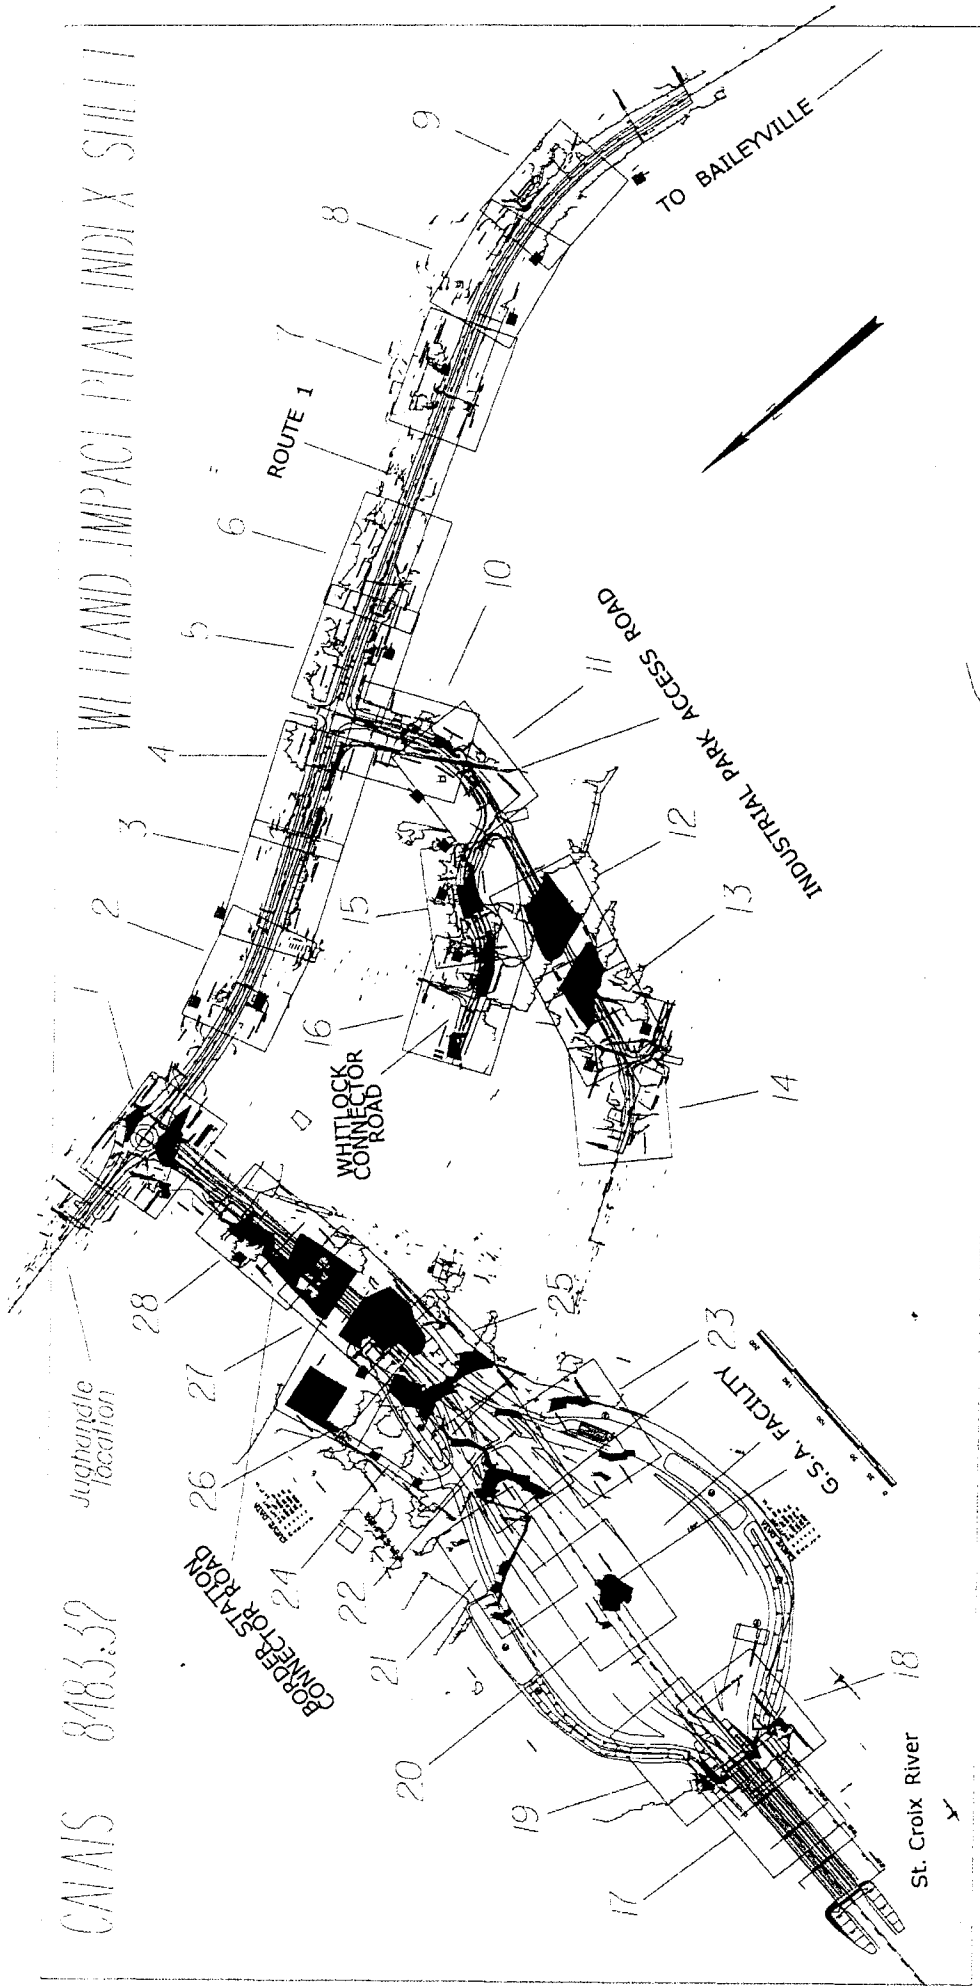 CALAIS 8483.32
WETLAND IMPACT PLAN INDEX SHEET
Jughandle
location
1
2
3
4
5
6
7
8
9
ROUTE 1
TO BAILEYVILLE
10
11
12
13
14
15
16
INDUSTRIAL PARK ACCESS ROAD
WHITLOCK
CONNECTOR
ROAD
BORDER STATION
CONNECTOR ROAD
28
27
26
24
22
21
20
19
17
18
23
25
G.S.A. FACILITY
St. Croix River